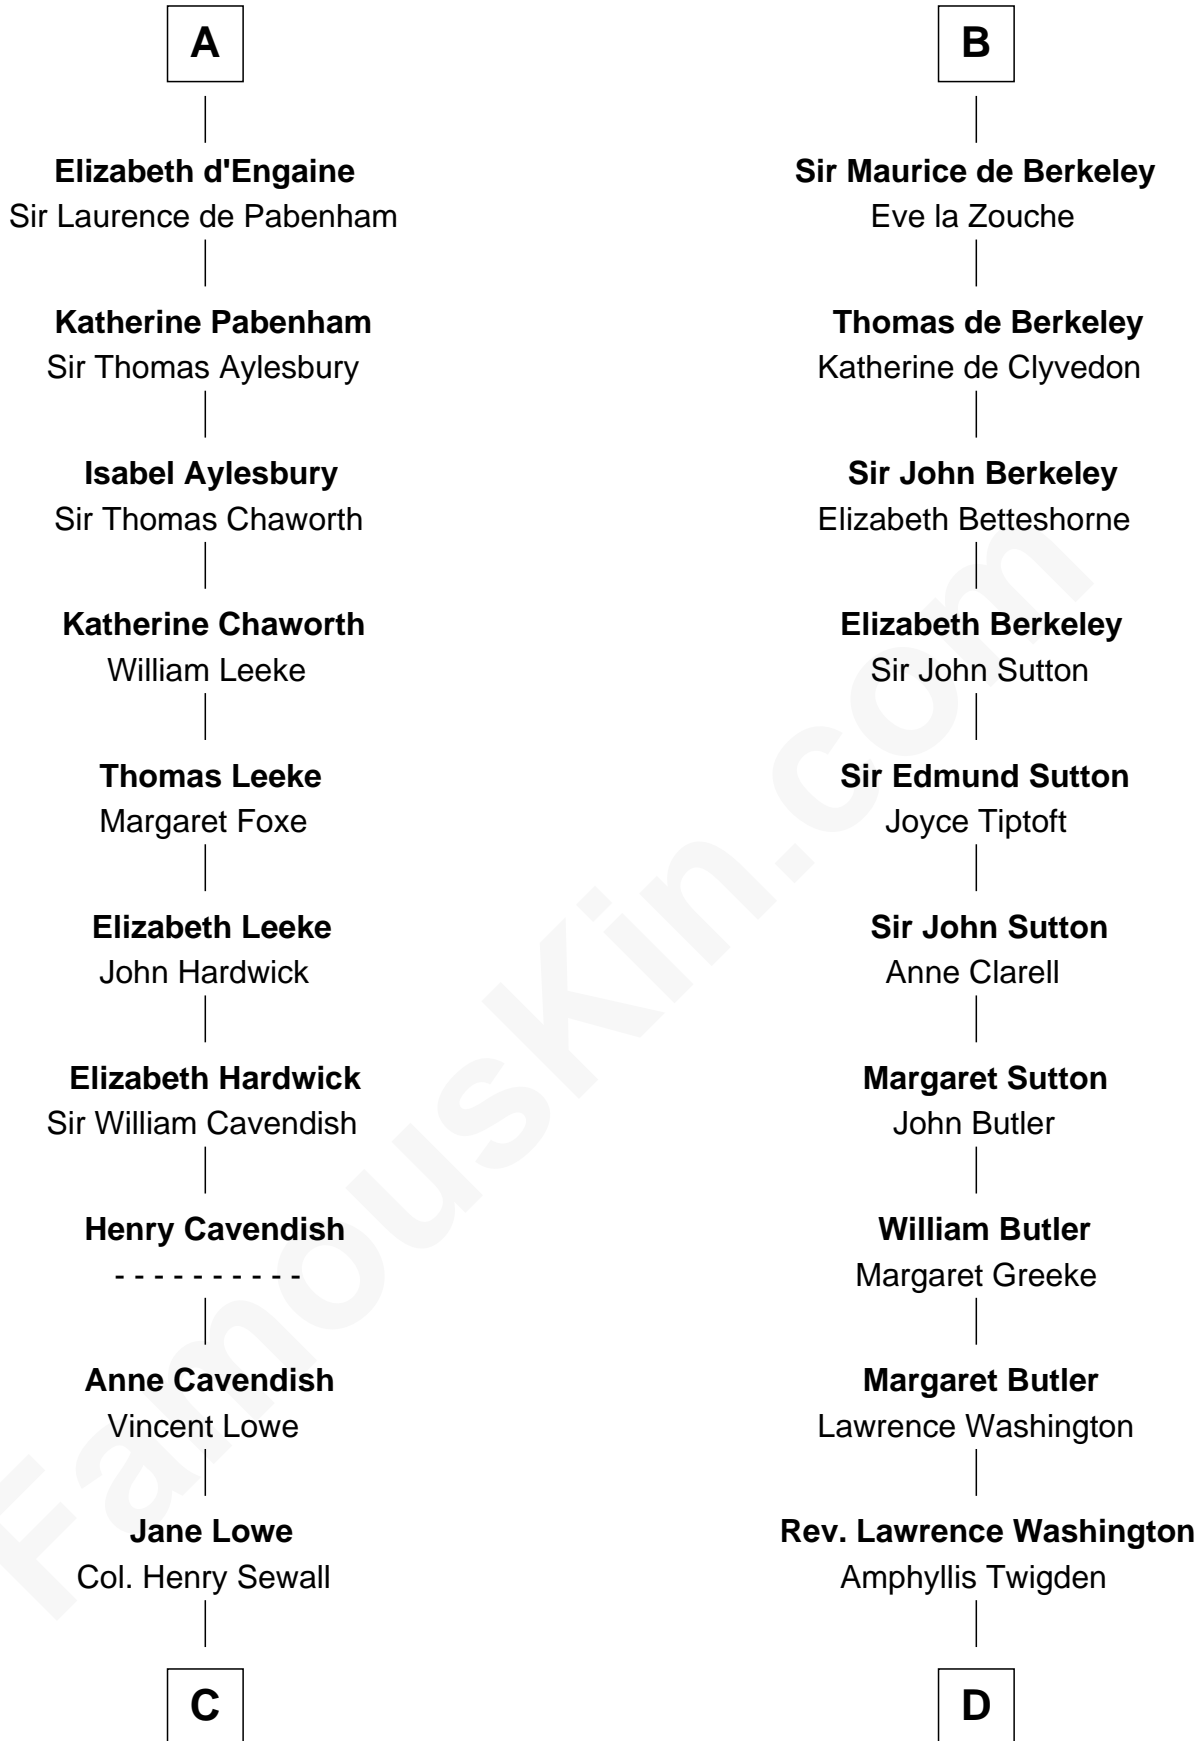 A
Elizabeth d'Engaine
Sir Laurence de Pabenham
Katherine Pabenham
Sir Thomas Aylesbury
Isabel Aylesbury
Sir Thomas Chaworth
Katherine Chaworth
William Leeke
Thomas Leeke
Margaret Foxe
Elizabeth Leeke
John Hardwick
Elizabeth Hardwick
Sir William Cavendish
Henry Cavendish
- - - - - - - - - -
Anne Cavendish
Vincent Lowe
Jane Lowe
Col. Henry Sewall
C
B
Sir Maurice de Berkeley
Eve la Zouche
Thomas de Berkeley
Katherine de Clyvedon
Sir John Berkeley
Elizabeth Betteshorne
Elizabeth Berkeley
Sir John Sutton
Sir Edmund Sutton
Joyce Tiptoft
Sir John Sutton
Anne Clarell
Margaret Sutton
John Butler
William Butler
Margaret Greeke
Margaret Butler
Lawrence Washington
Rev. Lawrence Washington
Amphyllis Twigden
D
FamousKin.com